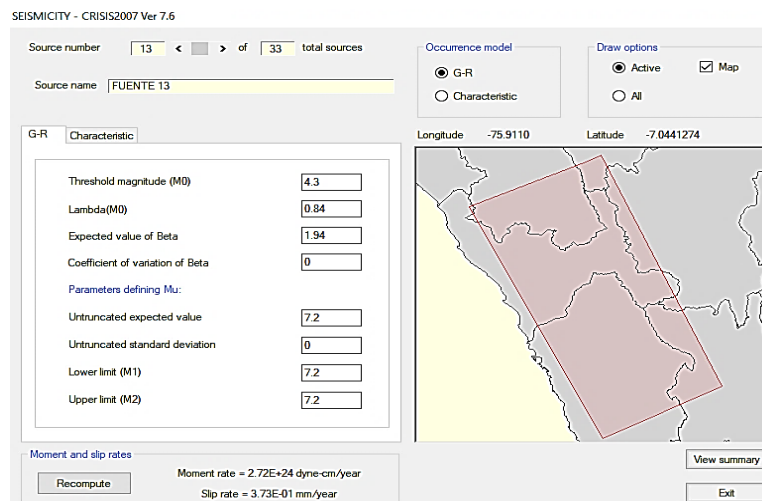 SEISMICITY - CRISIS2007 Ver 7.6
Source number 13 < > of 33 total sources
Source name FUENTE 13
Occurrence model
G-R
Characteristic
Draw options
Active Map
All
G-R Characteristic
Longitude -75.9110 Latitude -7.0441274
Threshold magnitude (M0) 4.3
Lambda(M0) 0.84
Expected value of Beta 1.94
Coefficient of variation of Beta 0
Parameters defining Mu:
Untruncated expected value 7.2
Untruncated standard deviation 0
Lower limit (M1) 7.2
Upper limit (M2) 7.2
Moment and slip rates
Recompute
Moment rate = 2.72E+24 dyne-cm/year
Slip rate = 3.73E-01 mm/year
View summary
Exit